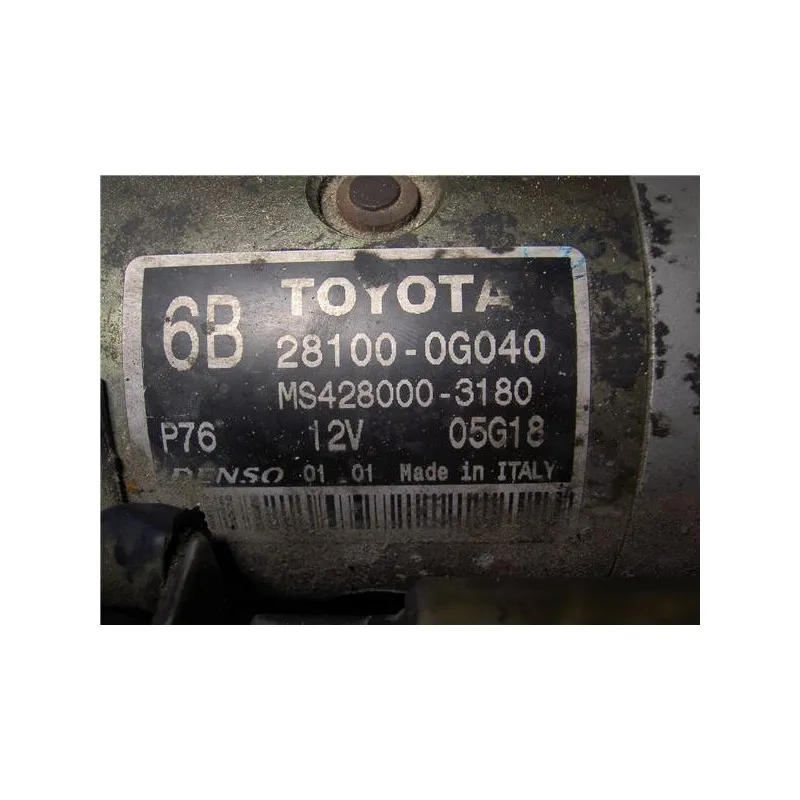 6B TOYOTA
28100-0G040
MS428000-3180
P76 12V 05G18
DENSO 01 01 Made in ITALY